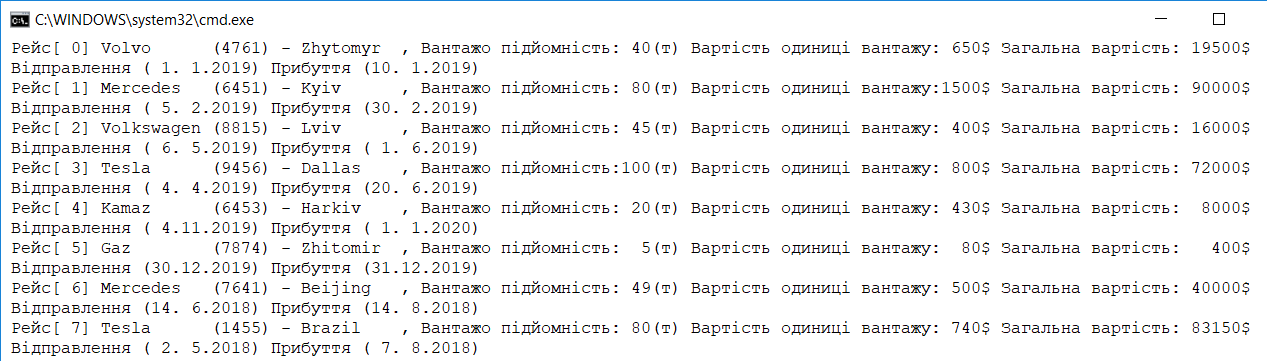 C:\WINDOWS\system32\cmd.exe
Рейс[ 0] Volvo      (4761) - Zhytomyr  , Вантажо підйомність: 40(т) Вартість одиниці вантажу: 650$ Загальна вартість: 19500$
Відправлення ( 1. 1.2019) Прибуття (10. 1.2019)
Рейс[ 1] Mercedes   (6451) - Kyiv      , Вантажо підйомність: 80(т) Вартість одиниці вантажу:1500$ Загальна вартість: 90000$
Відправлення ( 5. 2.2019) Прибуття (30. 2.2019)
Рейс[ 2] Volkswagen (8815) - Lviv      , Вантажо підйомність: 45(т) Вартість одиниці вантажу: 400$ Загальна вартість: 16000$
Відправлення ( 6. 5.2019) Прибуття ( 1. 6.2019)
Рейс[ 3] Tesla      (9456) - Dallas    , Вантажо підйомність:100(т) Вартість одиниці вантажу: 800$ Загальна вартість: 72000$
Відправлення ( 4. 4.2019) Прибуття (20. 6.2019)
Рейс[ 4] Kamaz      (6453) - Harkiv    , Вантажо підйомність: 20(т) Вартість одиниці вантажу: 430$ Загальна вартість:  8000$
Відправлення ( 4.11.2019) Прибуття ( 1. 1.2020)
Рейс[ 5] Gaz        (7874) - Zhitomir  , Вантажо підйомність:  5(т) Вартість одиниці вантажу:  80$ Загальна вартість:   400$
Відправлення (30.12.2019) Прибуття (31.12.2019)
Рейс[ 6] Mercedes   (7641) - Beijing   , Вантажо підйомність: 49(т) Вартість одиниці вантажу: 500$ Загальна вартість: 40000$
Відправлення (14. 6.2018) Прибуття (14. 8.2018)
Рейс[ 7] Tesla      (1455) - Brazil    , Вантажо підйомність: 80(т) Вартість одиниці вантажу: 740$ Загальна вартість: 83150$
Відправлення ( 2. 5.2018) Прибуття ( 7. 8.2018)